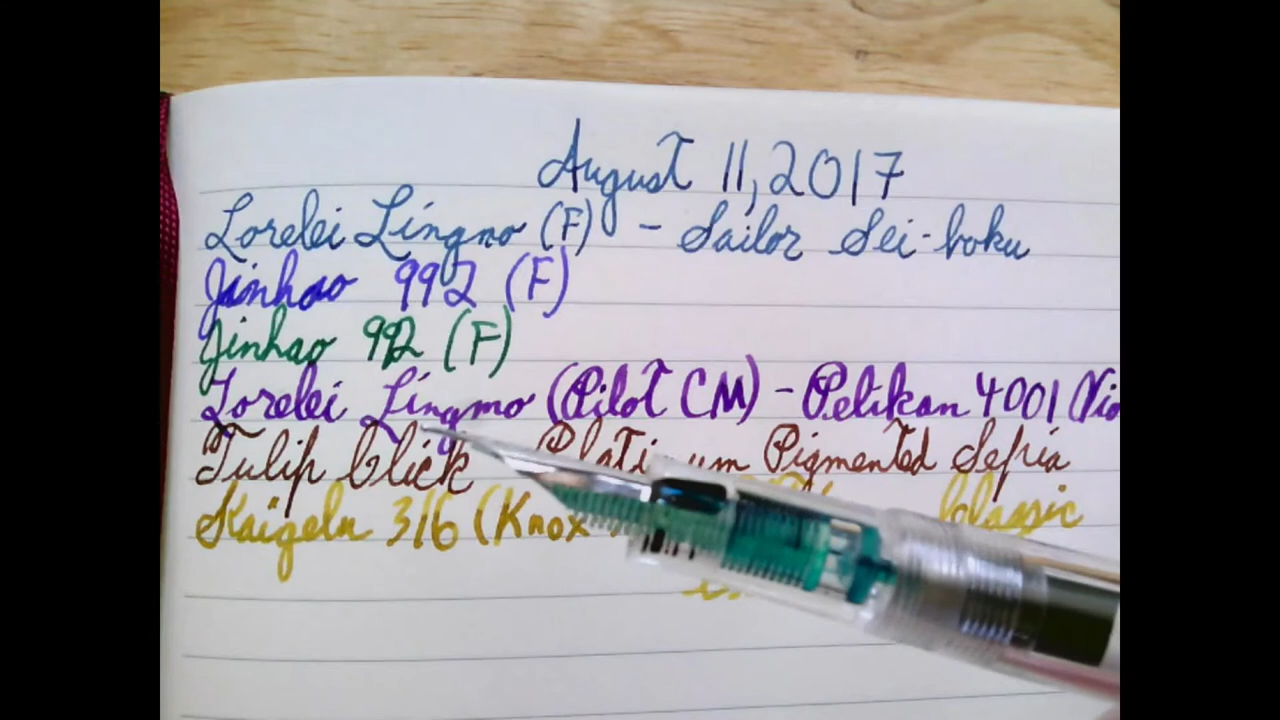 August 11, 2017
Lorelei Lingmo (F) - Sailor Sei-boku
Jinhao 992 (F)
Jinhao 992 (F)
Lorelei Lingmo (Pilot CM) - Pelikan 4001 (Vio
Tulip Click Platinum Pigmented Sepia
Kaigelu 316 (Knox Classic